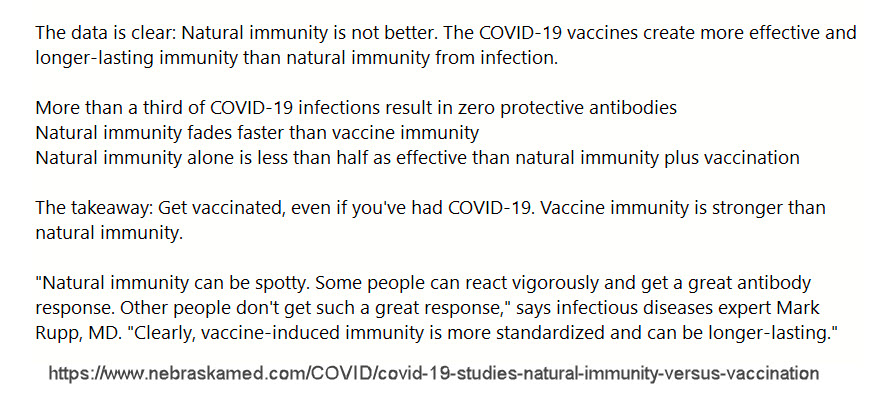 The data is clear: Natural immunity is not better. The COVID-19 vaccines create more effective and
longer-lasting immunity than natural immunity from infection.
More than a third of COVID-19 infections result in zero protective antibodies
Natural immunity fades faster than vaccine immunity
Natural immunity alone is less than half as effective than natural immunity plus vaccination
The takeaway: Get vaccinated, even if you've had COVID-19. Vaccine immunity is stronger than
natural immunity.
"Natural immunity can be spotty. Some people can react vigorously and get a great antibody
response. Other people don't get such a great response," says infectious diseases expert Mark
Rupp, MD. "Clearly, vaccine-induced immunity is more standardized and can be longer-lasting."
https://www.nebraskamed.com/COVID/covid-19-studies-natural-immunity-versus-vaccination